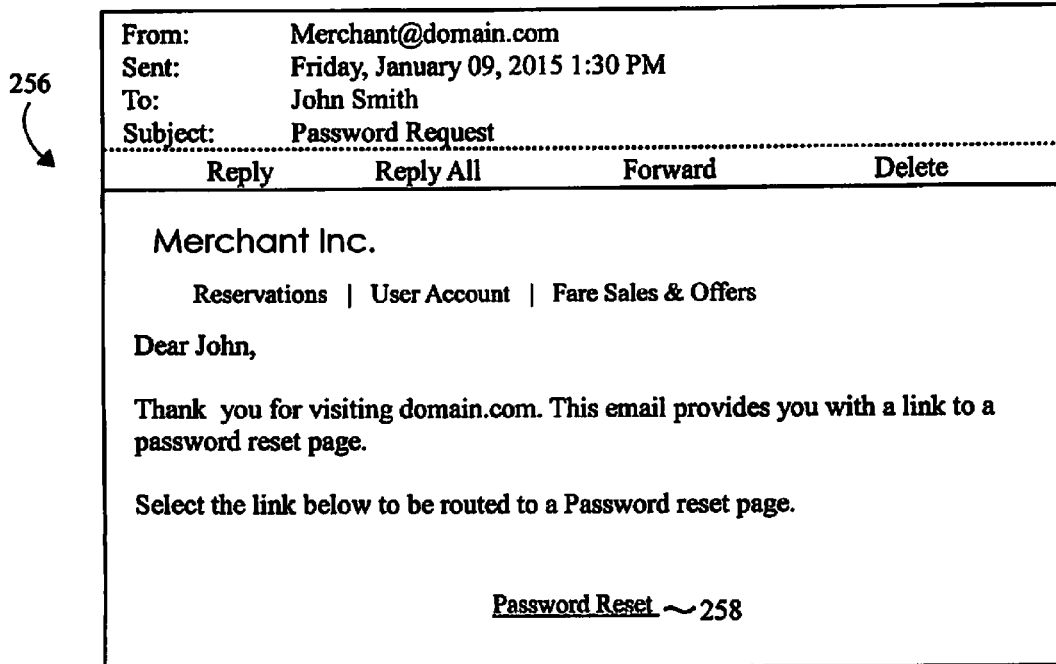 From: Merchant@domain.com
Sent: Friday, January 09, 2015 1:30 PM
256
To: John Smith
Subject: Password Request
Reply Reply All Forward Delete
Merchant Inc.
Reservations | User Account | Fare Sales & Offers
Dear John,
Thank you for visiting domain.com. This email provides you with a link to a
password reset page.
Select the link below to be routed to a Password reset page.
Password Reset 258